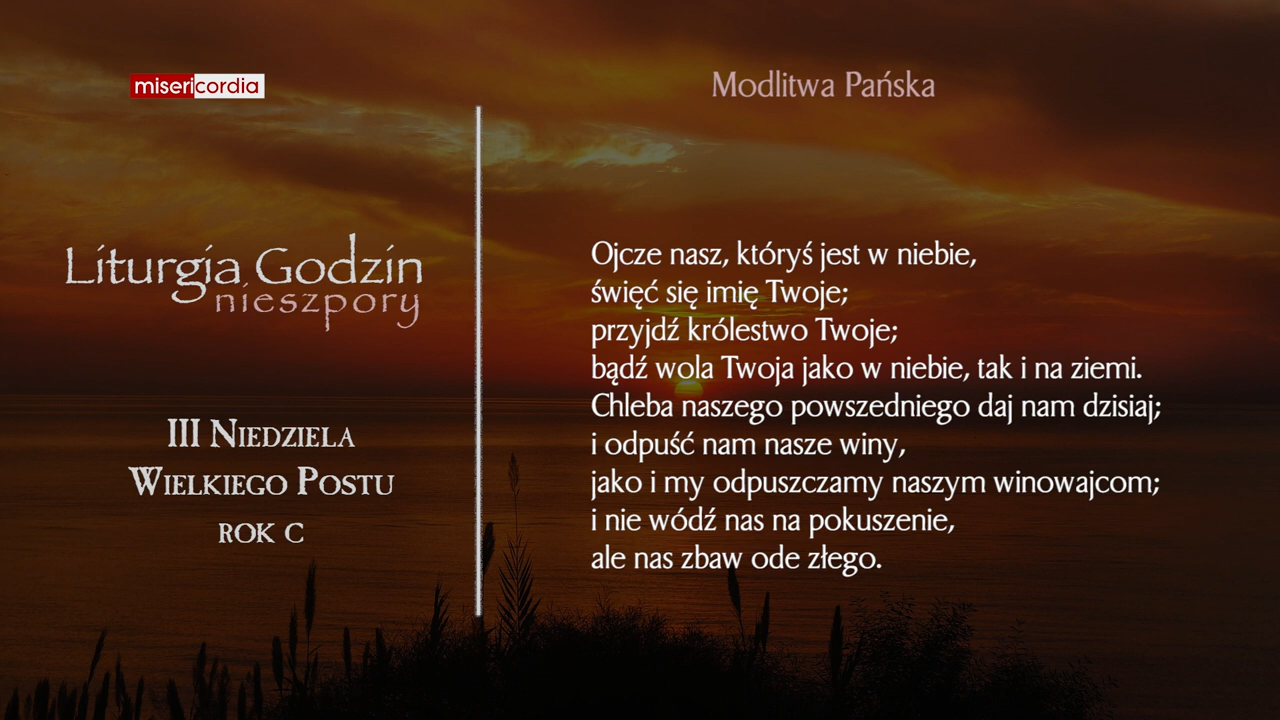 misericordia
Liturgia Godzin
nieszpory
III Niedziela
Wielkiego Postu
rok C
Modlitwa Pańska
Ojcze nasz, któryś jest w niebie,
święć się imię Twoje;
przyjdź królestwo Twoje;
bądź wola Twoja jako w niebie, tak i na ziemi.
Chleba naszego powszedniego daj nam dzisiaj;
i odpuść nam nasze winy,
jako i my odpuszczamy naszym winowajcom;
i nie wódź nas na pokuszenie,
ale nas zbaw ode złego.